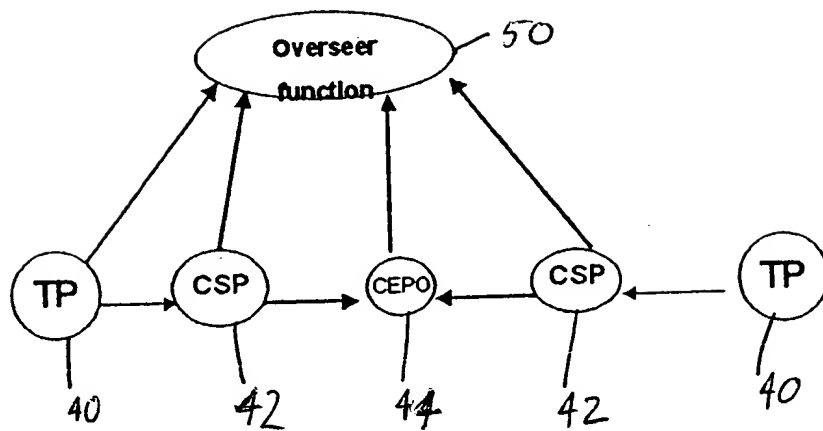 Overseer
function
50
TP
CSP
CEPO
CSP
TP
40
42
44
42
40